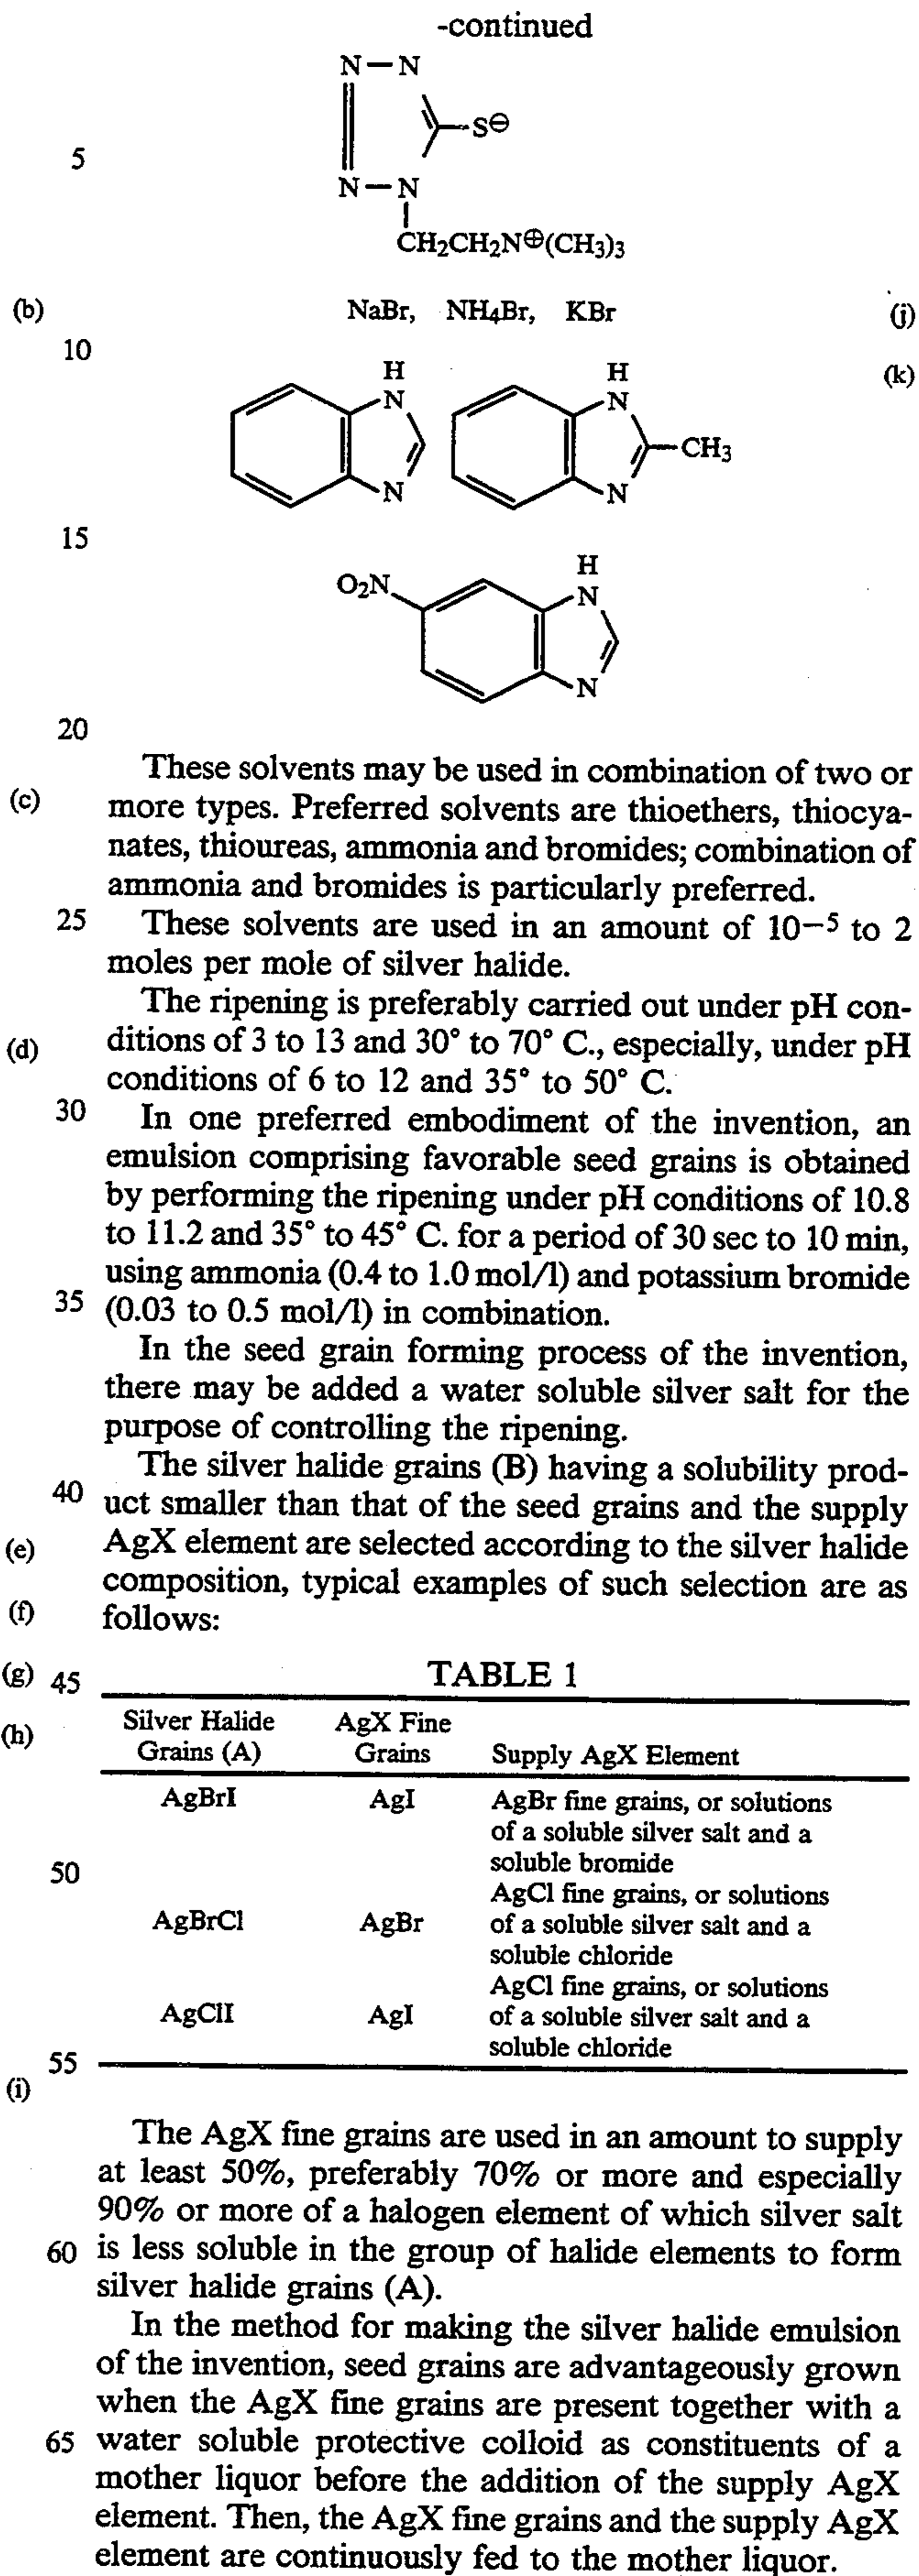 -continued
N—N
S⊖
5
N—N
CH2CH2N⊕(CH3)3
(b) NaBr, NH4Br, KBr (j)
10
(k)
H H
N N
CH3
N N
15
H
O2N N
N
20
These solvents may be used in combination of two or
(c) more types. Preferred solvents are thioethers, thiocya-
nates, thioureas, ammonia and bromides; combination of
ammonia and bromides is particularly preferred.
25 These solvents are used in an amount of 10−5 to 2
moles per mole of silver halide.
The ripening is preferably carried out under pH con-
(d) ditions of 3 to 13 and 30° to 70° C., especially, under pH
conditions of 6 to 12 and 35° to 50° C.
30 In one preferred embodiment of the invention, an
emulsion comprising favorable seed grains is obtained
by performing the ripening under pH conditions of 10.8
to 11.2 and 35° to 45° C. for a period of 30 sec to 10 min,
using ammonia (0.4 to 1.0 mol/l) and potassium bromide
35 (0.03 to 0.5 mol/l) in combination.
In the seed grain forming process of the invention,
there may be added a water soluble silver salt for the
purpose of controlling the ripening.
The silver halide grains (B) having a solubility prod-
40 uct smaller than that of the seed grains and the supply
(e) AgX element are selected according to the silver halide
composition, typical examples of such selection are as
(f) follows:
(g) 45 TABLE 1
(h) Silver Halide AgX Fine
Grains (A) Grains Supply AgX Element
AgBrI AgI AgBr fine grains, or solutions
of a soluble silver salt and a
50 soluble bromide
AgCl fine grains, or solutions
AgBrCl AgBr of a soluble silver salt and a
soluble chloride
AgCl fine grains, or solutions
AgClI AgI of a soluble silver salt and a
soluble chloride
55
(i)
The AgX fine grains are used in an amount to supply
at least 50%, preferably 70% or more and especially
90% or more of a halogen element of which silver salt
60 is less soluble in the group of halide elements to form
silver halide grains (A).
In the method for making the silver halide emulsion
of the invention, seed grains are advantageously grown
when the AgX fine grains are present together with a
65 water soluble protective colloid as constituents of a
mother liquor before the addition of the supply AgX
element. Then, the AgX fine grains and the supply AgX
element are continuously fed to the mother liquor.